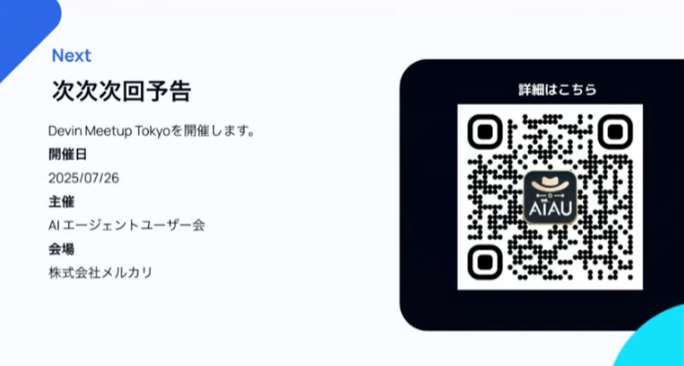 Next
次次次回予告
Devin Meetup Tokyoを開催します。
開催日
2025/07/26
主催
AI エージェントユーザー会
会場
株式会社メルカリ
詳細はこちら
AiAU